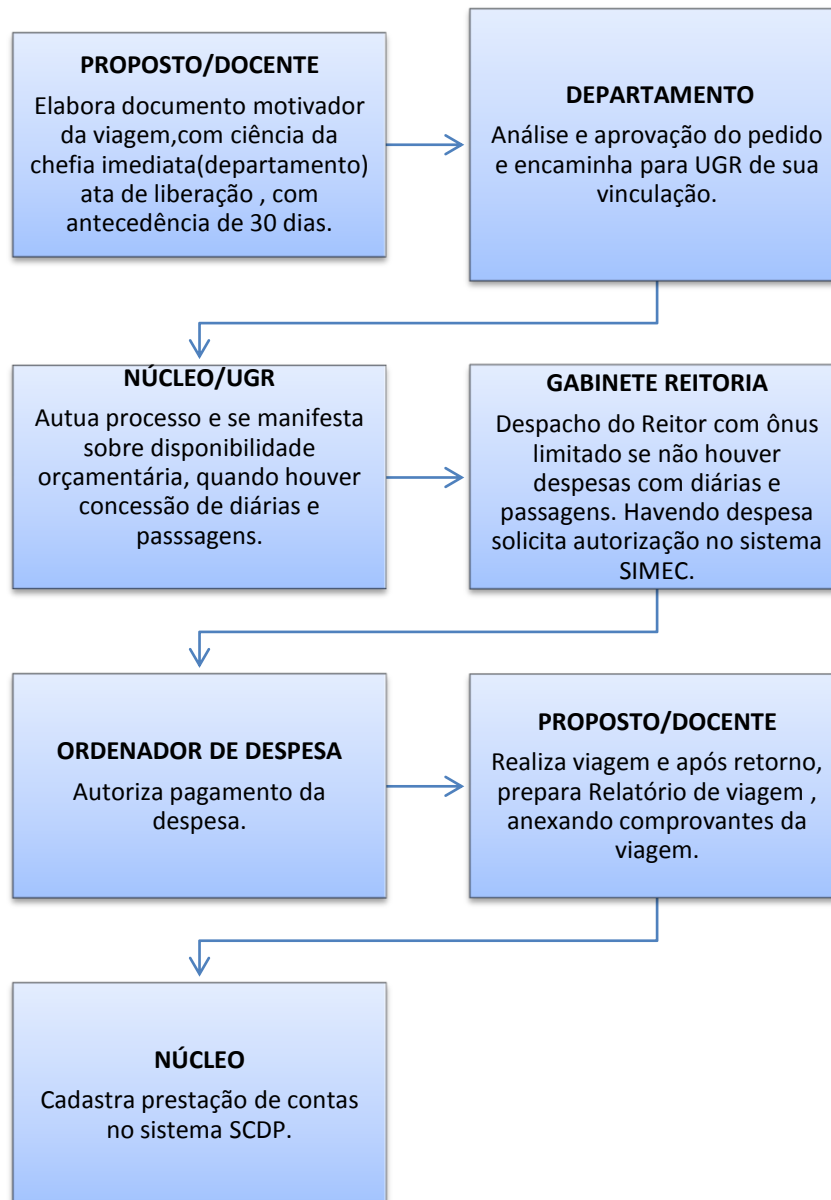 PROPOSTO/DOCENTE
Elabora documento motivador
da viagem,com ciência da
chefia imediata(departamento)
ata de liberação , com
antecedência de 30 dias.
DEPARTAMENTO
Análise e aprovação do pedido
e encaminha para UGR de sua
vinculação.
NÚCLEO/UGR
Autua processo e se manifesta
sobre disponibilidade
orçamentária, quando houver
concessão de diárias e
passsagens.
GABINETE REITORIA
Despacho do Reitor com ônus
limitado se não houver
despesas com diárias e
passagens. Havendo despesa
solicita autorização no sistema
SIMEC.
ORDENADOR DE DESPESA
Autoriza pagamento da
despesa.
PROPOSTO/DOCENTE
Realiza viagem e após retorno,
prepara Relatório de viagem ,
anexando comprovantes da
viagem.
NÚCLEO
Cadastra prestação de contas
no sistema SCDP.